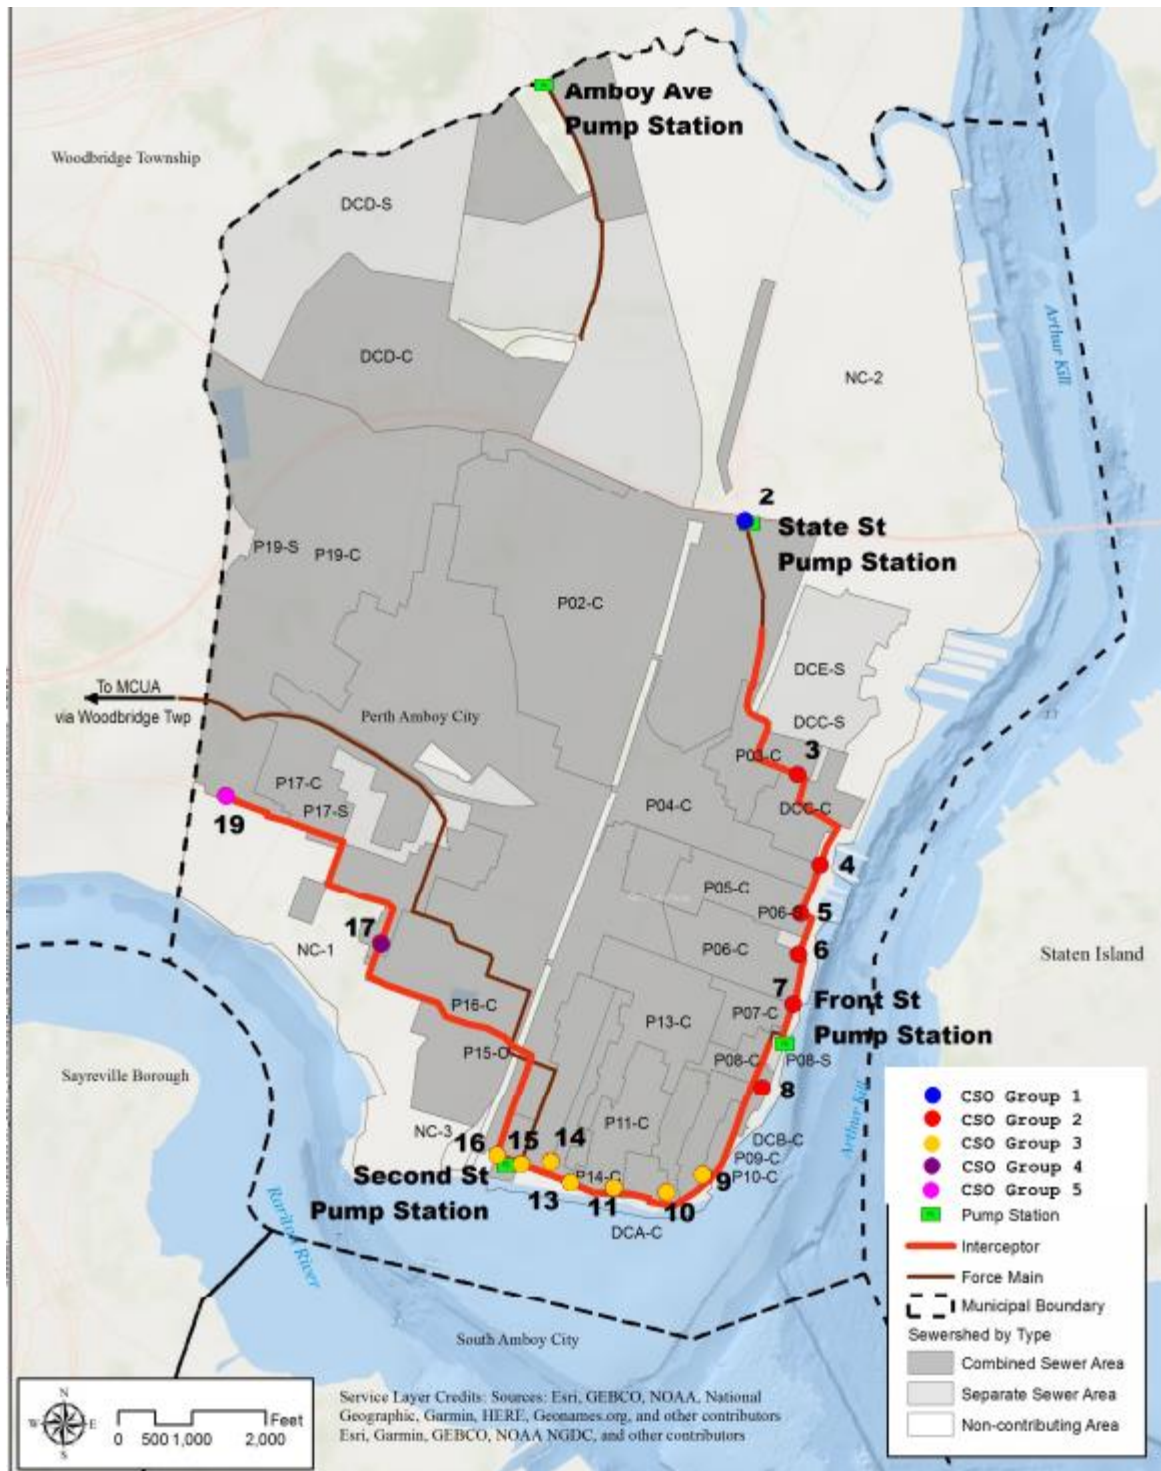 Amboy Ave
Pump Station
Woodbridge Township
DCD-S
Arthur Kill
DCD-C
NC-2
2
State St
Pump Station
P19-S
P19-C
P02-C
DCE-S
To MCUA
via Woodbridge Twp
Perth Amboy City
DCC-S
P03-C
3
P17-C
P17-S
P04-C
DCC-C
19
4
P05-C
P06-S
5
17
NC-1
P06-C
6
Staten Island
P16-C
7
Front St
Pump Station
P13-C
P07-C
P15-O
P08-C
P08-S
Sayreville Borough
8
P11-C
NC-3
DCB-C
16
15
14
P09-C
Second St
Pump Station
P14-C
9
P10-C
13
11
10
DCA-C
Arthur Kill
Raritan River
South Amboy City
CSO Group 1
CSO Group 2
CSO Group 3
CSO Group 4
CSO Group 5
Pump Station
Interceptor
Force Main
Municipal Boundary
Sewershed by Type
Combined Sewer Area
Separate Sewer Area
Non-contributing Area
N
W E
S
Feet
0 500 1,000 2,000
Service Layer Credits: Sources: Esri, GEBCO, NOAA, National
Geographic, Garmin, HERE, Geonames.org, and other contributors
Esri, Garmin, GEBCO, NOAA NGDC, and other contributors